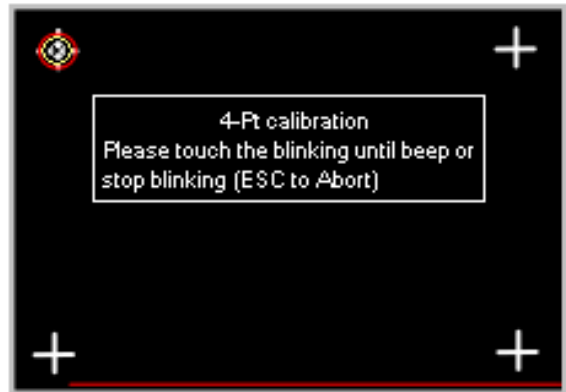 4-Pt calibration
Please touch the blinking until beep or
stop blinking (ESC to Abort)